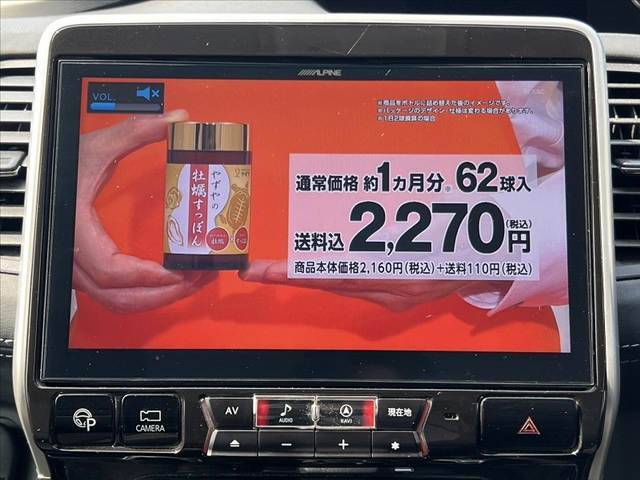 ALPINE
VOL.
※商品をボトルに詰め替えた後のイメージです。
※パッケージのデザイン・仕様は変わる場合があります。
※1日2球摂取の場合
やずやの
牡蠣すっぽん
牡蠣
通常価格 約1カ月分※ 62球入
送料込 2,270円(税込)
商品本体価格2,160円(税込)+送料110円(税込)
P
CAMERA
AV
AUDIO
NAVI
現在地